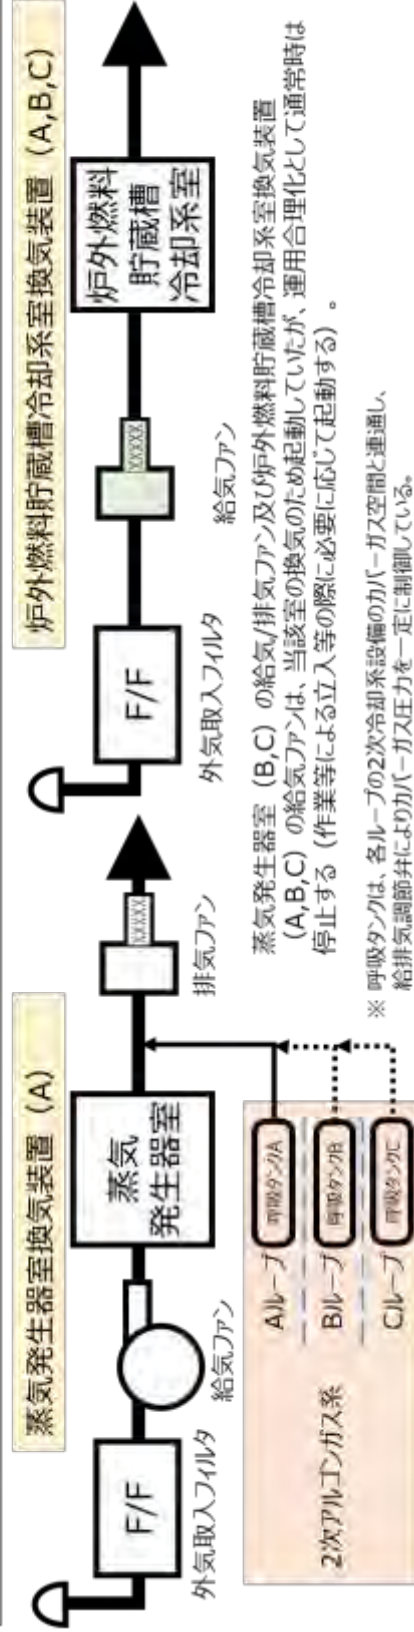 蒸気発生器室換気装置（A）
F/F
外気取入フィルタ
給気ファン
蒸気
発生器室
XXXXX
排気ファン
2次アルゴンガス系
Aループ
呼吸タンクA
Bループ
呼吸タンクB
Cループ
呼吸タンクC
炉外燃料貯蔵槽冷却系室換気装置（A,B,C）
F/F
外気取入フィルタ
XXXXX
給気ファン
炉外燃料
貯蔵槽
冷却系室
蒸気発生器室（B,C）の給気/排気ファン及び炉外燃料貯蔵槽冷却系室換気装置
（A,B,C）の給気ファンは、当該室の換気のため起動していたが、運用合理化として通常時は
停止する（作業等による立入等の際に必要に応じて起動する）。
※ 呼吸タンクは、各ループの2次冷却系設備のカバーガス空間と連通し、
給排気調節弁によりカバーガス圧力を一定に制御している。